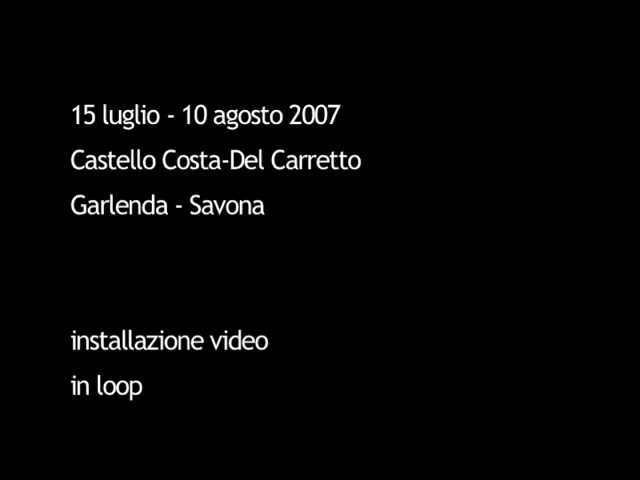 15 luglio - 10 agosto 2007
Castello Costa-Del Carretto
Garlenda - Savona
installazione video
in loop